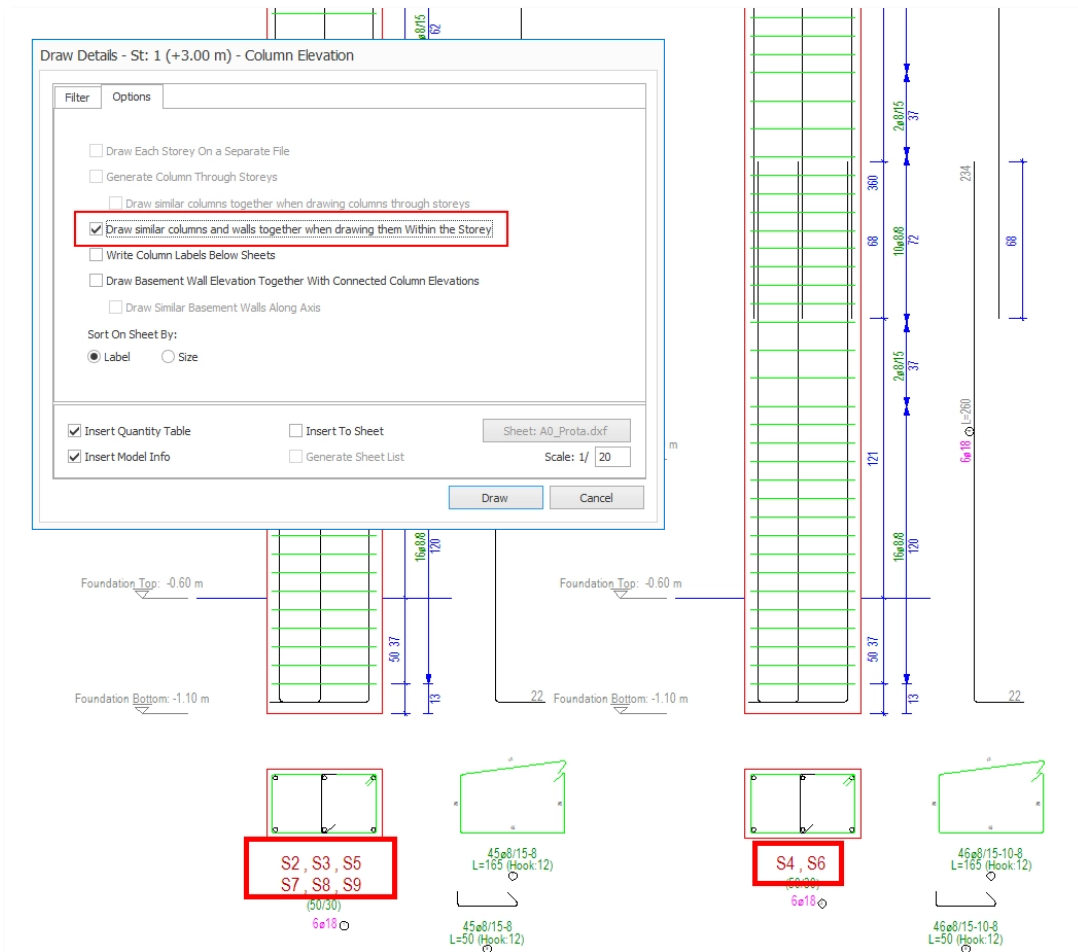 ø8/15
62
Draw Details - St: 1 (+3.00 m) - Column Elevation
Filter
Options
Draw Each Storey On a Separate File
Generate Column Through Storeys
Draw similar columns together when drawing columns through storeys
Draw similar columns and walls together when drawing them Within the Storey
Write Column Labels Below Sheets
Draw Basement Wall Elevation Together With Connected Column Elevations
Draw Similar Basement Walls Along Axis
Sort On Sheet By:
Label
Size
Insert Quantity Table
Insert To Sheet
Sheet: A0_Prota.dxf
Insert Model Info
Generate Sheet List
Scale: 1/ 20
Draw
Cancel
m
2ø8/15
37
360
234
68
10ø8/8
72
68
2ø8/15
37
6ø18 L=260
121
16ø8/8
120
16ø8/8
120
Foundation Top: -0.60 m
Foundation Top: -0.60 m
50 37
50 37
Foundation Bottom: -1.10 m
13
22
Foundation Bottom: -1.10 m
13
22
S2 , S3 , S5
S7 , S8 , S9
(50/30)
6ø18
45ø8/15-8
L=165 (Hook:12)
45ø8/15-8
L=50 (Hook:12)
S4 , S6
(50/30)
6ø18
46ø8/15-10-8
L=165 (Hook:12)
46ø8/15-10-8
L=50 (Hook:12)